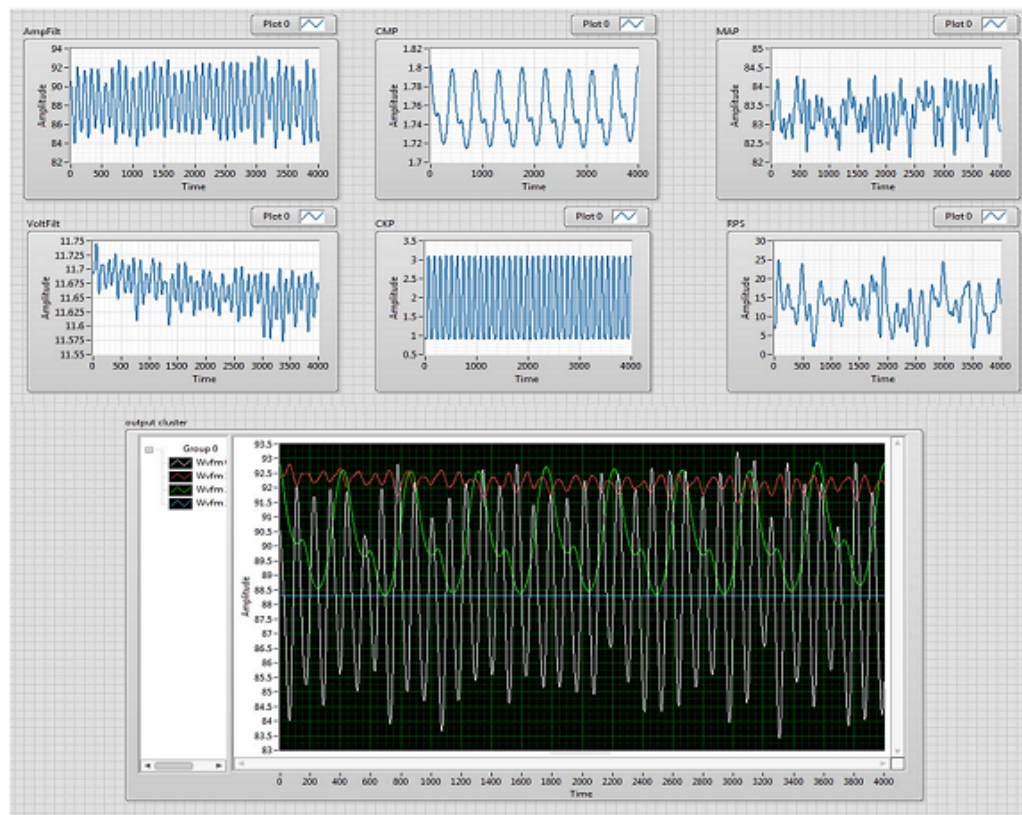 AmpFilt
Plot 0
94
92
90
88
86
84
82
Amplitude
0 500 1000 1500 2000 2500 3000 3500 4000
Time
CMP
Plot 0
1.82
1.8
1.78
1.76
1.74
1.72
1.7
Amplitude
0 1000 2000 3000 4000
Time
MAP
Plot 0
85
84.5
84
83.5
83
82.5
82
Amplitude
0 500 1000 1500 2000 2500 3000 3500 4000
Time
VoltFilt
Plot 0
11.75
11.725
11.7
11.675
11.65
11.625
11.6
11.575
11.55
Amplitude
0 500 1000 1500 2000 2500 3000 3500 4000
Time
CKP
Plot 0
3.5
3
2.5
2
1.5
1
0.5
Amplitude
0 1000 2000 3000 4000
Time
RPS
Plot 0
30
25
20
15
10
5
0
Amplitude
0 500 1000 1500 2000 2500 3000 3500 4000
Time
output cluster
Group 0
Wvfm
Wvfm
Wvfm
Wvfm
93.5
93
92.5
92
91.5
91
90.5
90
89.5
89
88.5
88
87.5
87
86.5
86
85.5
85
84.5
84
83.5
83
Amplitude
0 200 400 600 800 1000 1200 1400 1600 1800 2000 2200 2400 2600 2800 3000 3200 3400 3600 3800 4000
Time